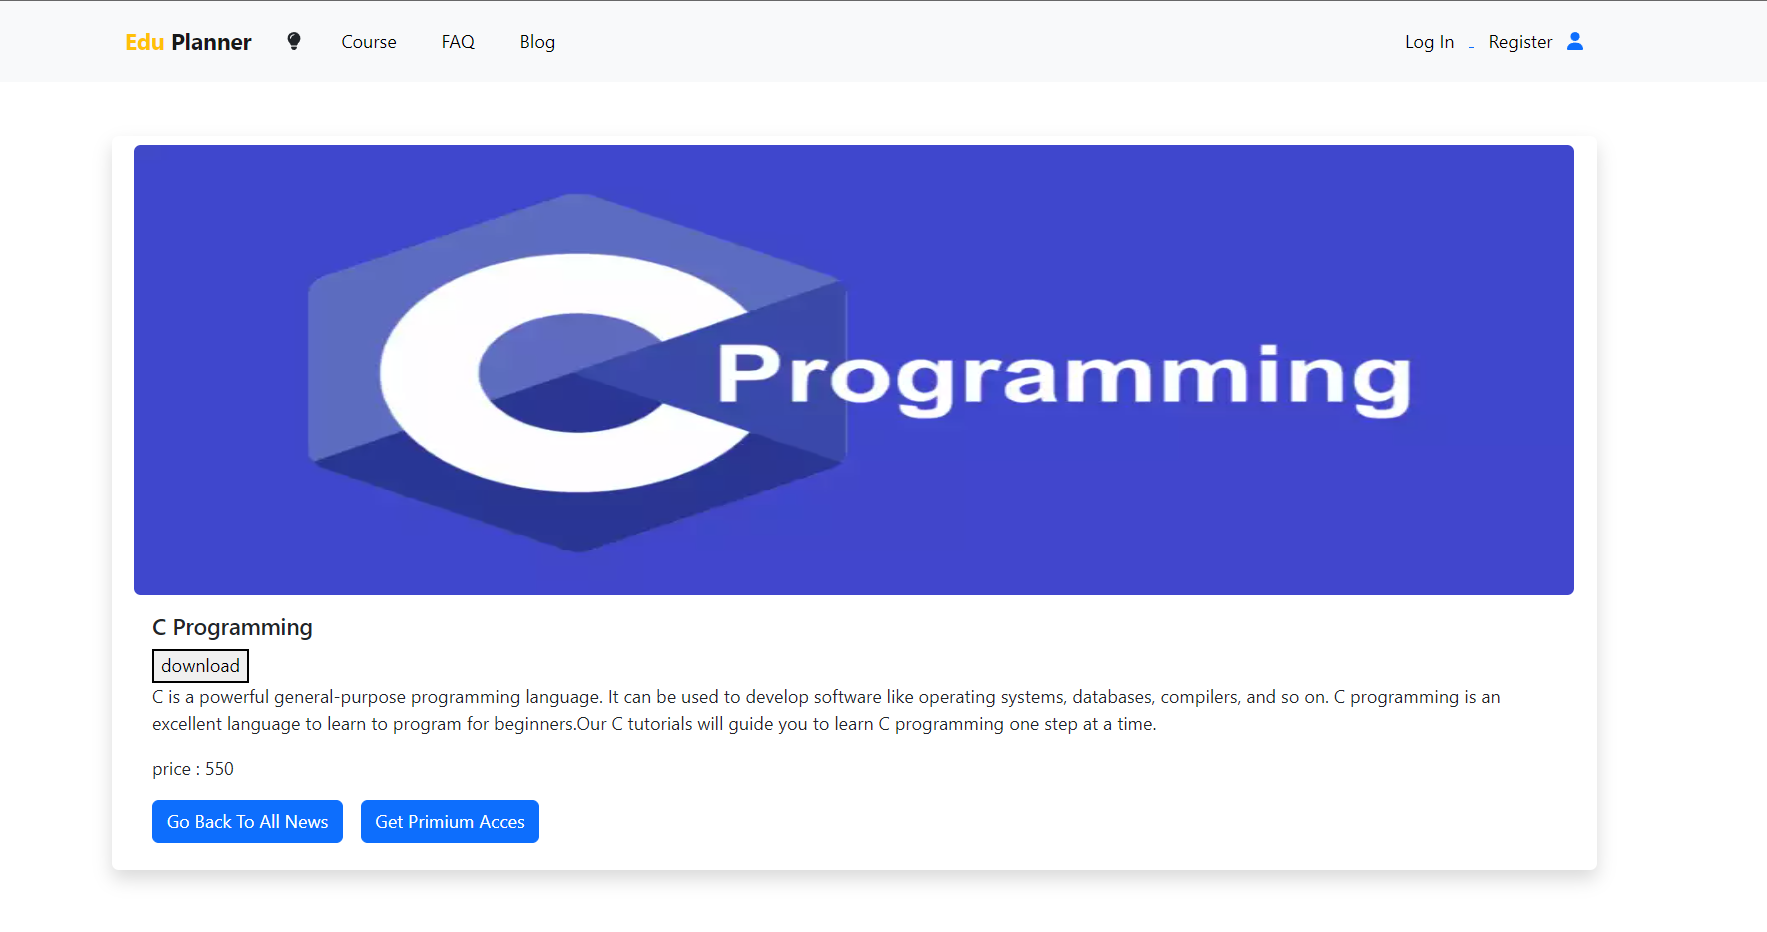 Edu Planner Course FAQ Blog Log In _ Register
C Programming
C Programming
download
C is a powerful general-purpose programming language. It can be used to develop software like operating systems, databases, compilers, and so on. C programming is an
excellent language to learn to program for beginners.Our C tutorials will guide you to learn C programming one step at a time.
price : 550
Go Back To All News Get Primium Acces